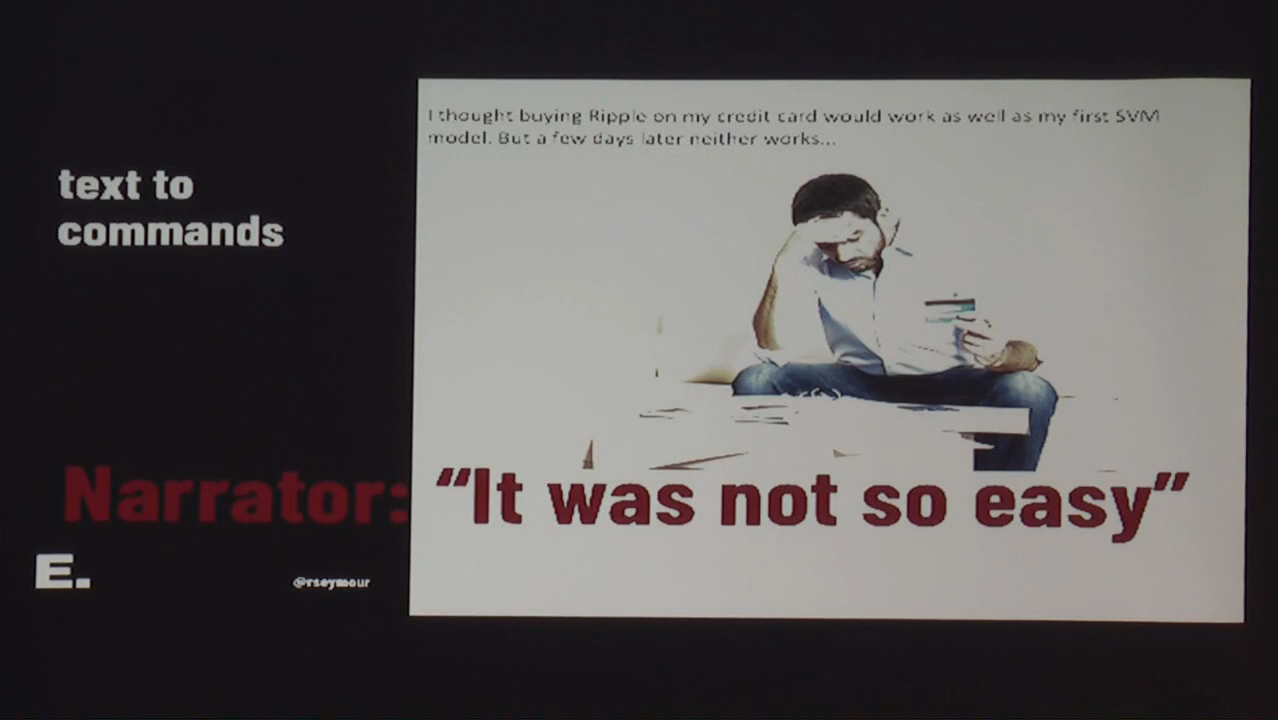 text to
commands
I thought buying Ripple on my credit card would work as well as my first SVM
model. But a few days later neither works...
Narrator: “It was not so easy”
E.
@rseymour